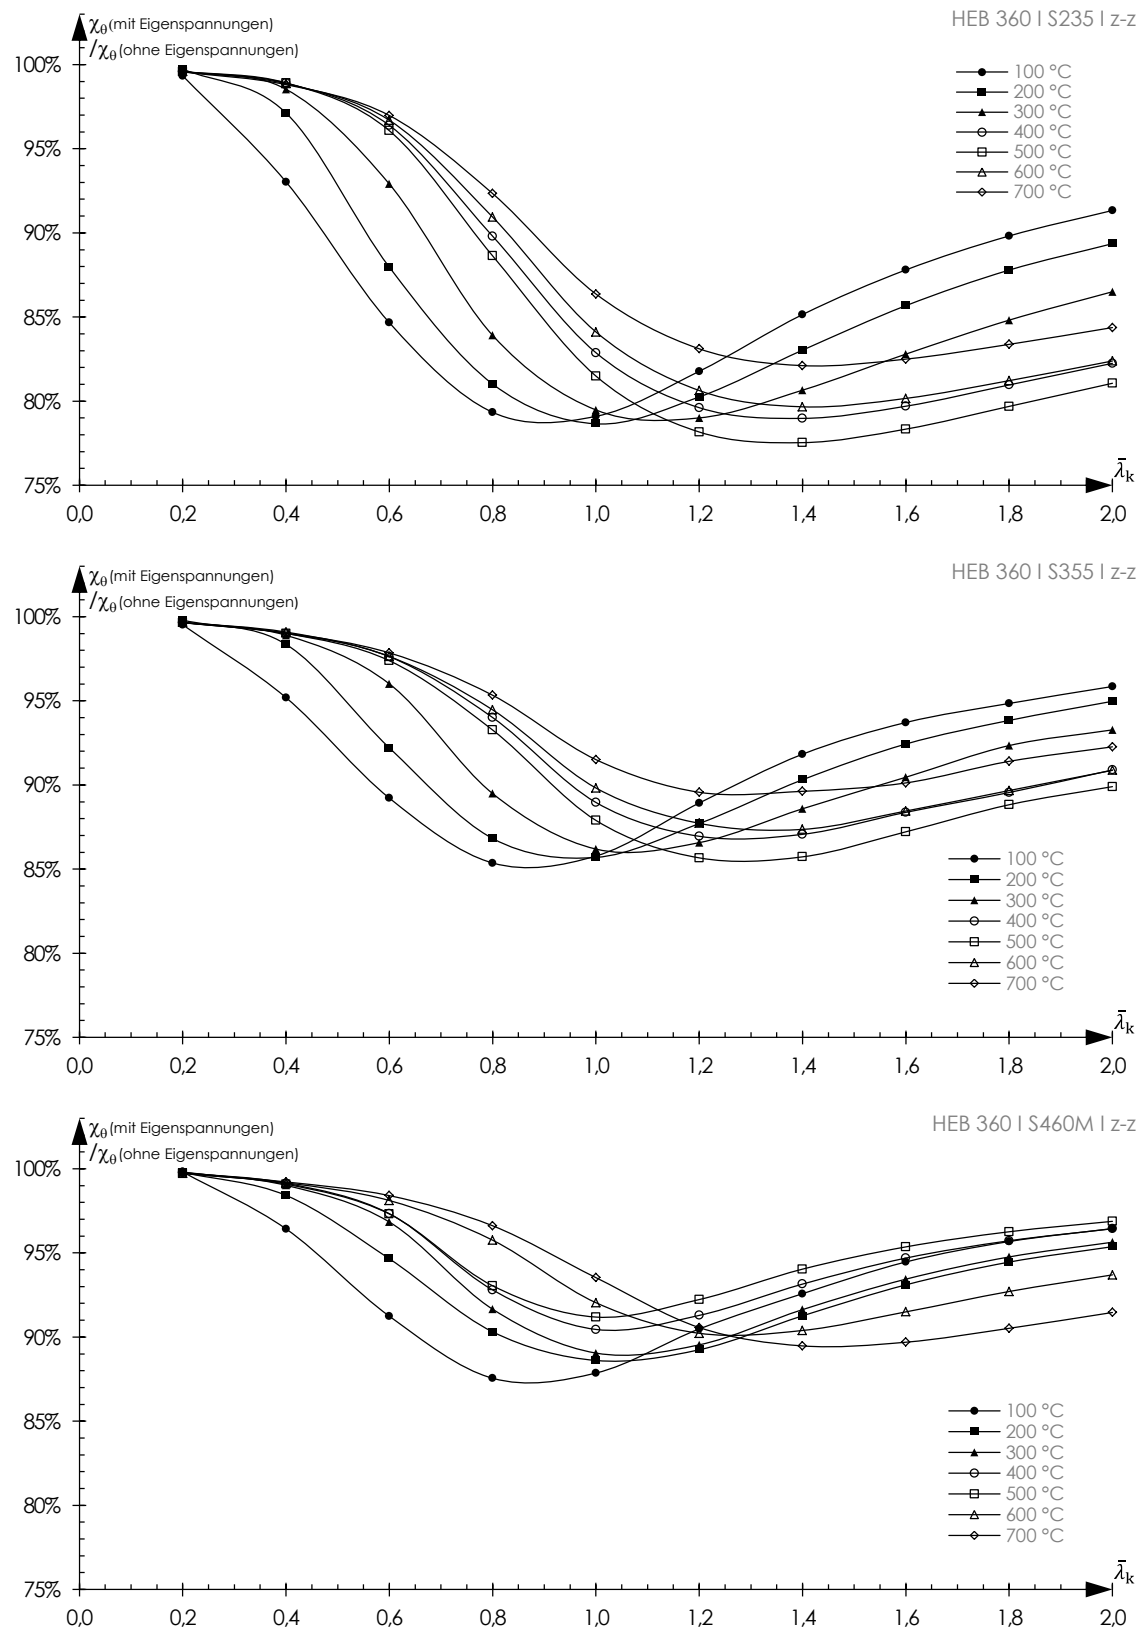 χθ(mit Eigenspannungen)
/χθ(ohne Eigenspannungen)
HEB 360 I S235 I z-z
100 °C
200 °C
300 °C
400 °C
500 °C
600 °C
700 °C
100%
95%
90%
85%
80%
75%
λ̄k
0,0 0,2 0,4 0,6 0,8 1,0 1,2 1,4 1,6 1,8 2,0
χθ(mit Eigenspannungen)
/χθ(ohne Eigenspannungen)
HEB 360 I S355 I z-z
100%
95%
90%
85%
80%
75%
100 °C
200 °C
300 °C
400 °C
500 °C
600 °C
700 °C
λ̄k
0,0 0,2 0,4 0,6 0,8 1,0 1,2 1,4 1,6 1,8 2,0
χθ(mit Eigenspannungen)
/χθ(ohne Eigenspannungen)
HEB 360 I S460M I z-z
100%
95%
90%
85%
80%
75%
100 °C
200 °C
300 °C
400 °C
500 °C
600 °C
700 °C
λ̄k
0,0 0,2 0,4 0,6 0,8 1,0 1,2 1,4 1,6 1,8 2,0